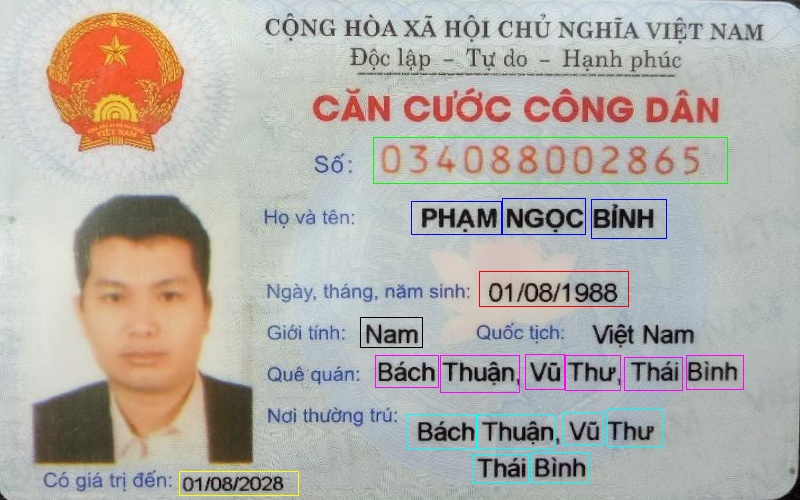 CỘNG HÒA XÃ HỘI CHỦ NGHĨA VIỆT NAM
Độc lập - Tự do - Hạnh phúc
CĂN CƯỚC CÔNG DÂN
Số: 034088002865
Họ và tên: PHẠM NGỌC BÌNH
Ngày, tháng, năm sinh: 01/08/1988
Giới tính: Nam Quốc tịch: Việt Nam
Quê quán: Bách Thuận, Vũ Thư, Thái Bình
Nơi thường trú: Bách Thuận, Vũ Thư
Thái Bình
Có giá trị đến: 01/08/2028